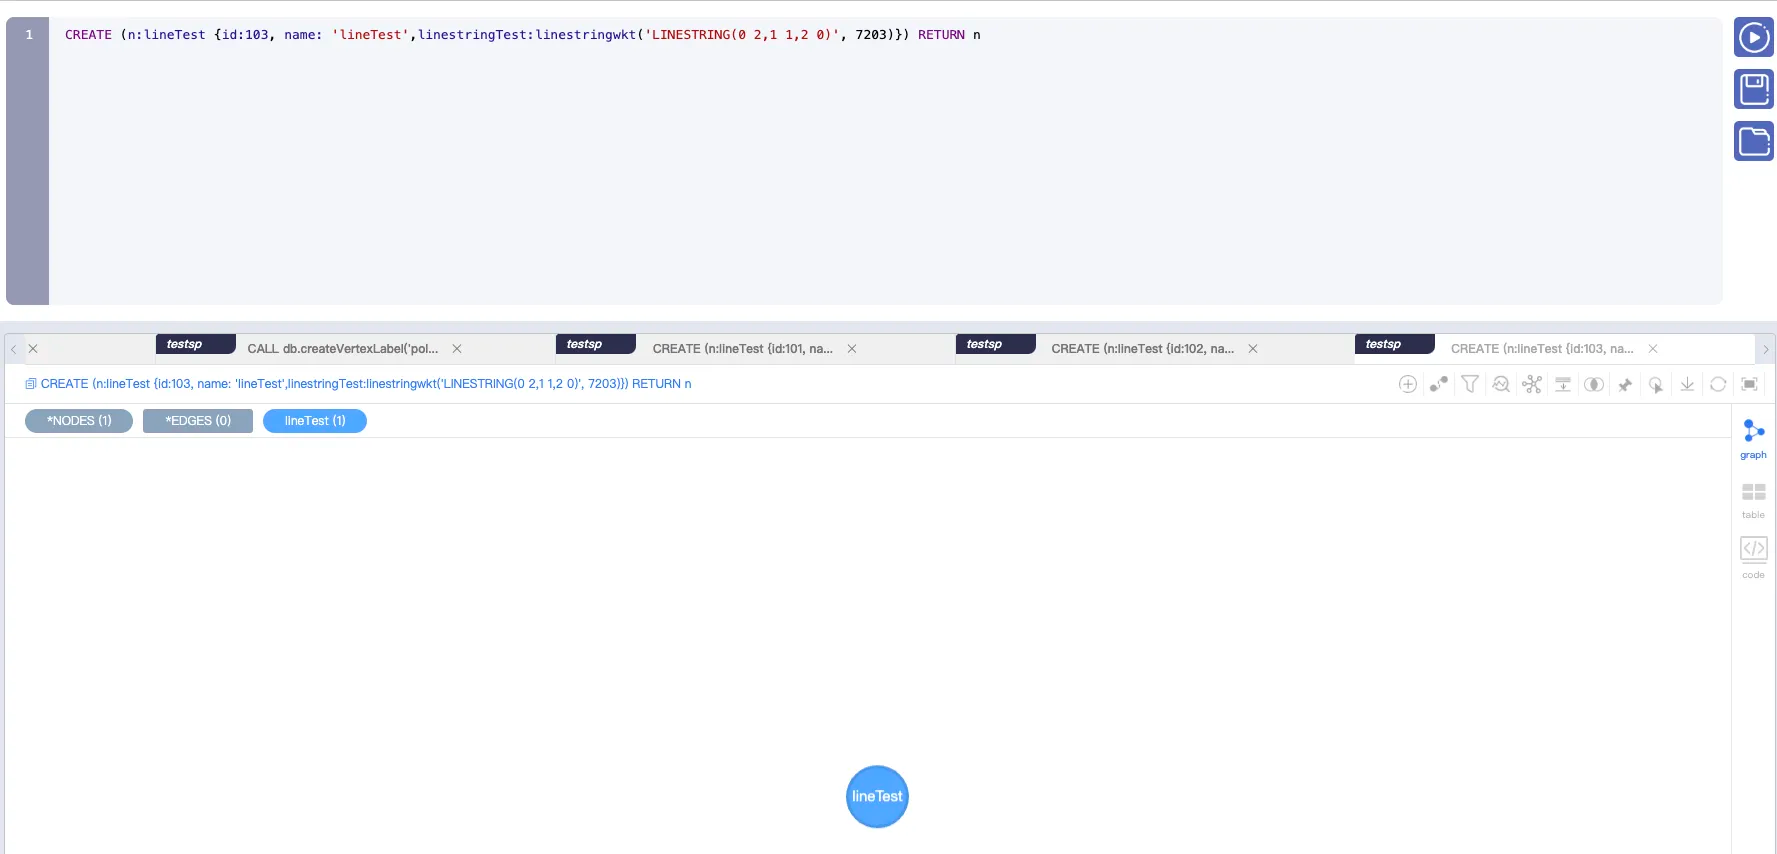 1 CREATE (n:lineTest {id:103, name: 'lineTest',linestringTest:linestringwkt('LINESTRING(0 2,1 1,2 0)', 7203)}) RETURN n
testsp CALL db.createVertexLabel('pol... testsp CREATE (n:lineTest {id:101, na... testsp CREATE (n:lineTest {id:102, na... testsp CREATE (n:lineTest {id:103, na...
CREATE (n:lineTest {id:103, name: 'lineTest',linestringTest:linestringwkt('LINESTRING(0 2,1 1,2 0)', 7203)}) RETURN n
*NODES (1) *EDGES (0) lineTest (1)
graph
table
code
lineTest